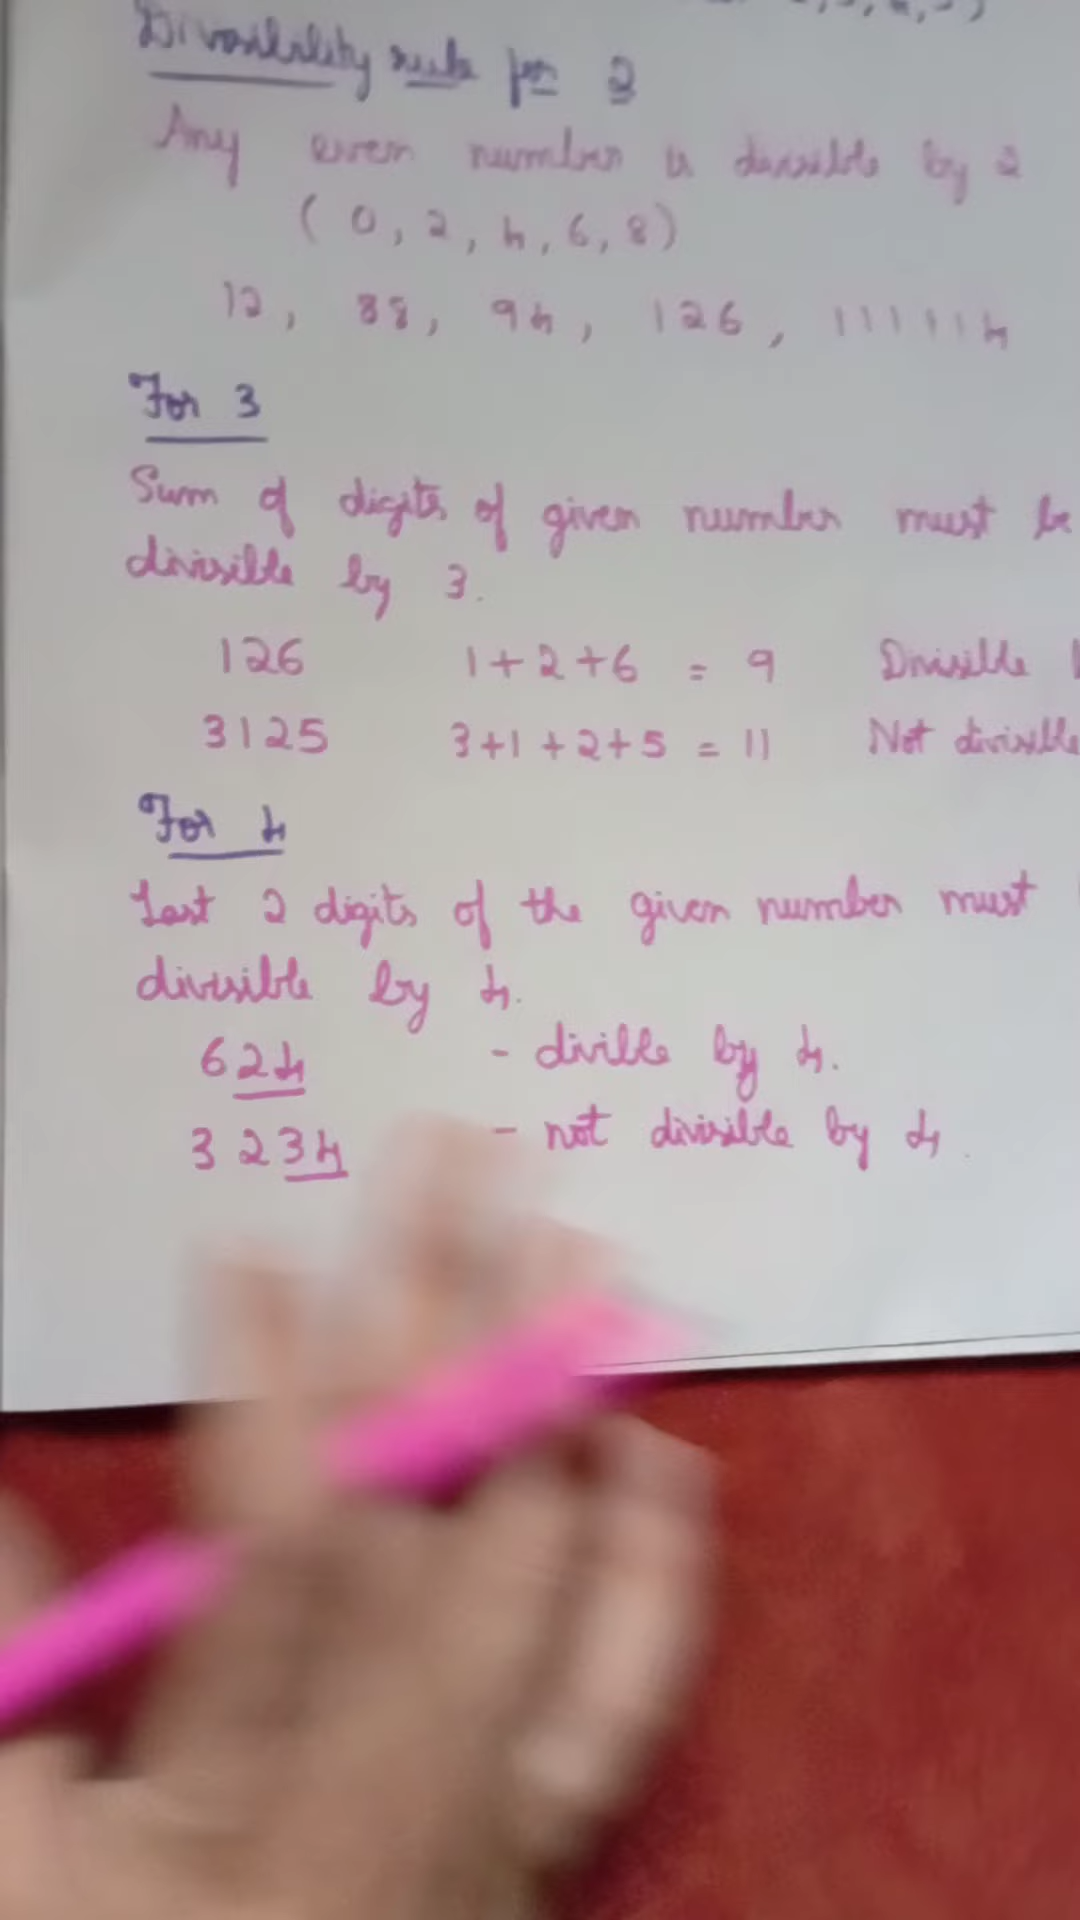 Divisibility rule for 2
Any even number is divisible by 2
( 0, 2, 4, 6, 8)
12, 88, 94, 126, 111114
For 3
Sum of digits of given number must be
divisible by 3.
126 1+2+6 = 9 Divisible
3125 3+1+2+5 = 11 Not divisible
For 4
Last 2 digits of the given number must
divisible by 4.
624 - diville by 4.
3234 - not divisible by 4.